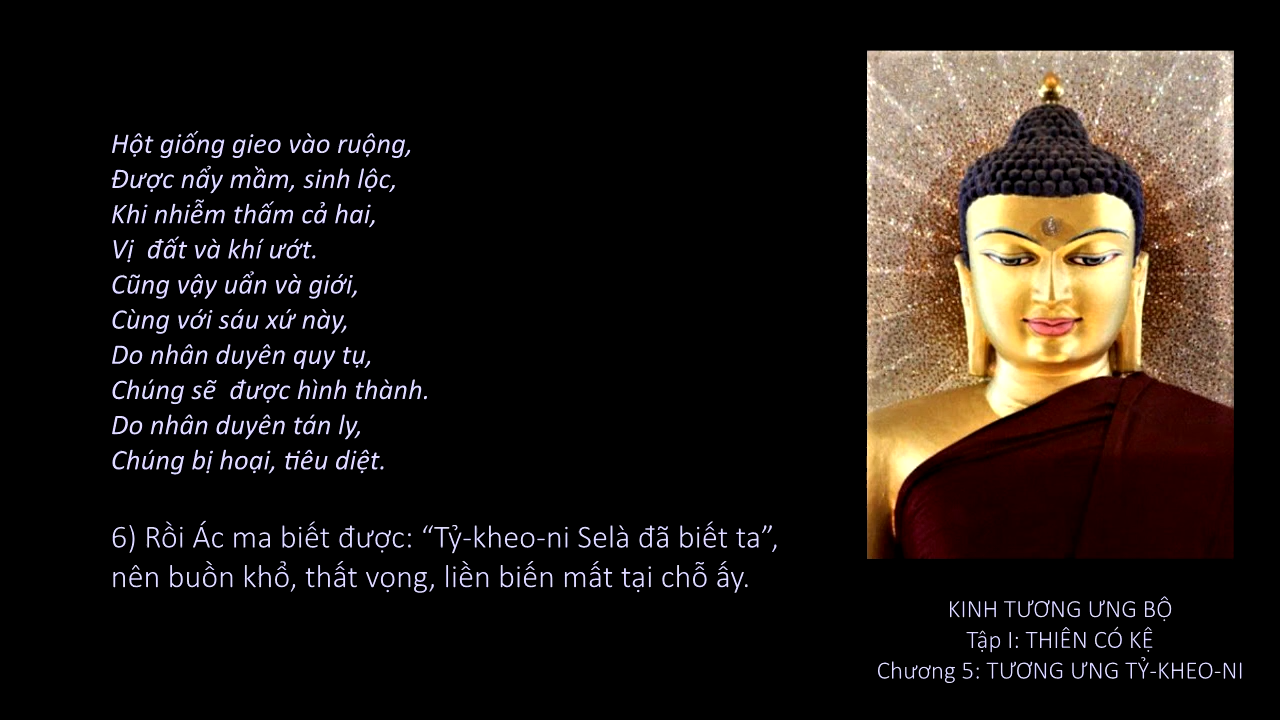 Hột giống gieo vào ruộng,
Được nẩy mầm, sinh lộc,
Khi nhiễm thấm cả hai,
Vị  đất và khí ướt.
Cũng vậy uẩn và giới,
Cùng với sáu xứ này,
Do nhân duyên quy tụ,
Chúng sẽ  được hình thành.
Do nhân duyên tán ly,
Chúng bị hoại, tiêu diệt.
6) Rồi Ác ma biết được: “Tỷ-kheo-ni Selà đã biết ta”,
nên buồn khổ, thất vọng, liền biến mất tại chỗ ấy.
KINH TƯƠNG ƯNG BỘ
Tập I: THIÊN CÓ KỆ
Chương 5: TƯƠNG ƯNG TỶ-KHEO-NI